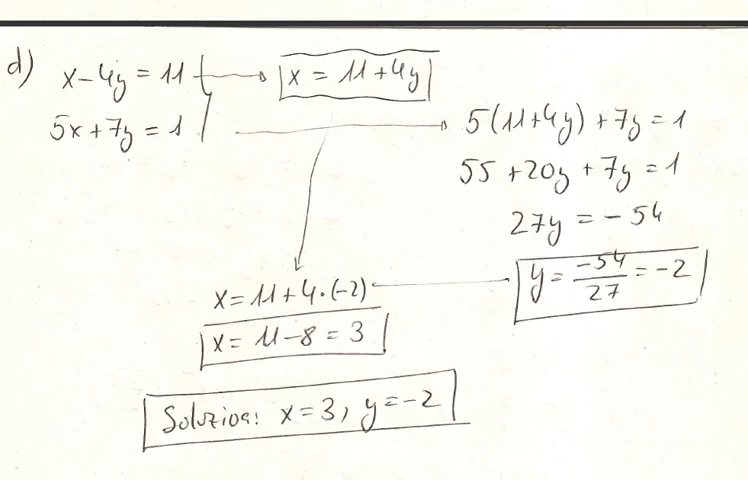 d) x-4y = 11
x = 11+4y
5x+7y = 1
5(11+4y) + 7y = 1
55 + 20y + 7y = 1
27y = -54
y = -54/27 = -2
x = 11+4·(-2)
x = 11-8 = 3
Soluzioa: x=3, y=-2